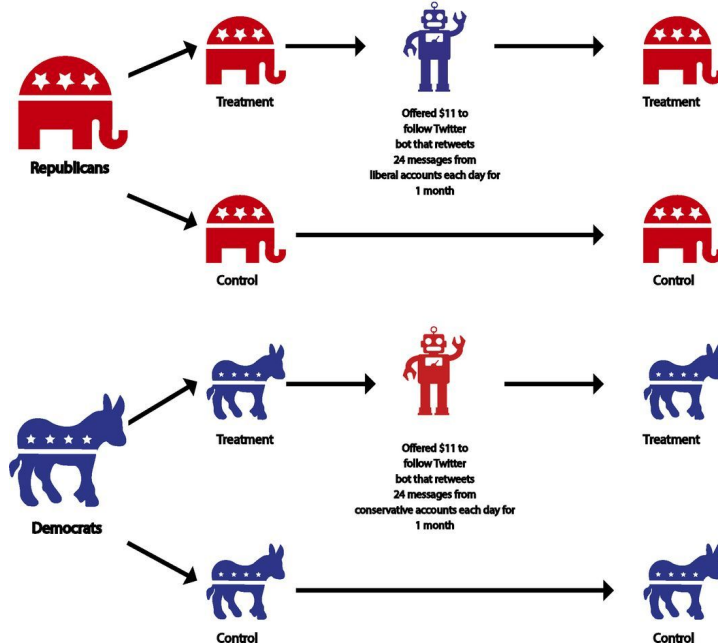 Treatment
Treatment
Offered $11 to
follow Twitter
bot that retweets
24 messages from
liberal accounts each day for
1 month
Republicans
Control
Control
Treatment
Treatment
Offered $11 to
follow Twitter
bot that retweets
24 messages from
conservative accounts each day for
1 month
Democrats
Control
Control